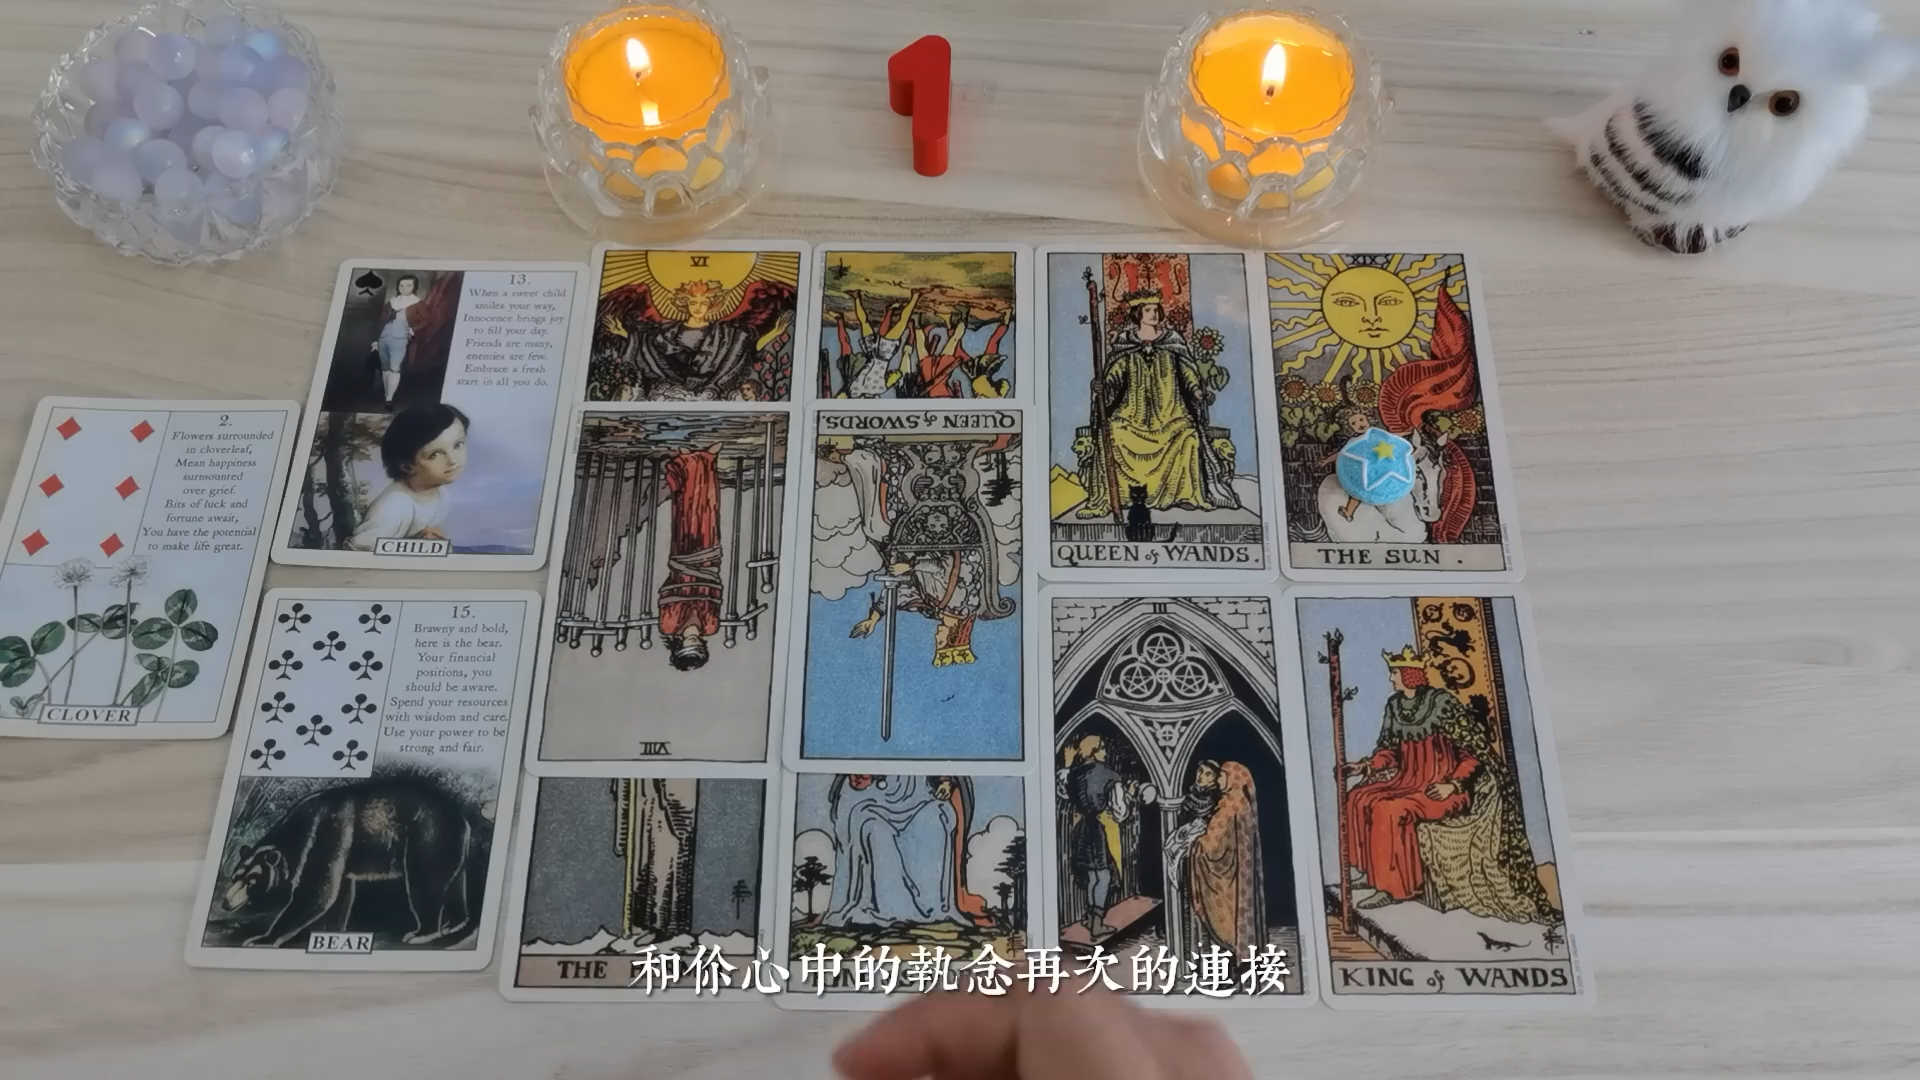 1
VI
XIX
13.
When a sweet child
smiles your way,
Innocence brings joy
to fill your day.
Friends are many,
enemies are few.
Embrace a fresh
start in all you do.
CHILD
2.
Flowers surrounded
in cloverleaf,
Mean happiness
surmounted
over grief.
Bits of luck and
fortune await,
You have the potential
to make life great.
CLOVER
15.
Brawny and bold,
here is the bear.
Your financial
positions, you
should be aware.
Spend your resources
with wisdom and care.
Use your power to be
strong and fair.
BEAR
QUEEN of SWORDS.
VIII
QUEEN of WANDS.
THE SUN.
III
THE
KING of WANDS
和你心中的執念再次的連接